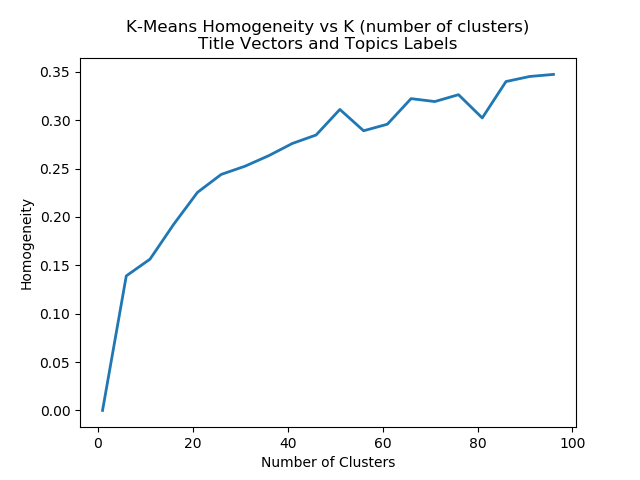 K-Means Homogeneity vs K (number of clusters)
Title Vectors and Topics Labels
0.35
0.30
0.25
0.20
0.15
0.10
0.05
0.00
Homogeneity
0 20 40 60 80 100
Number of Clusters